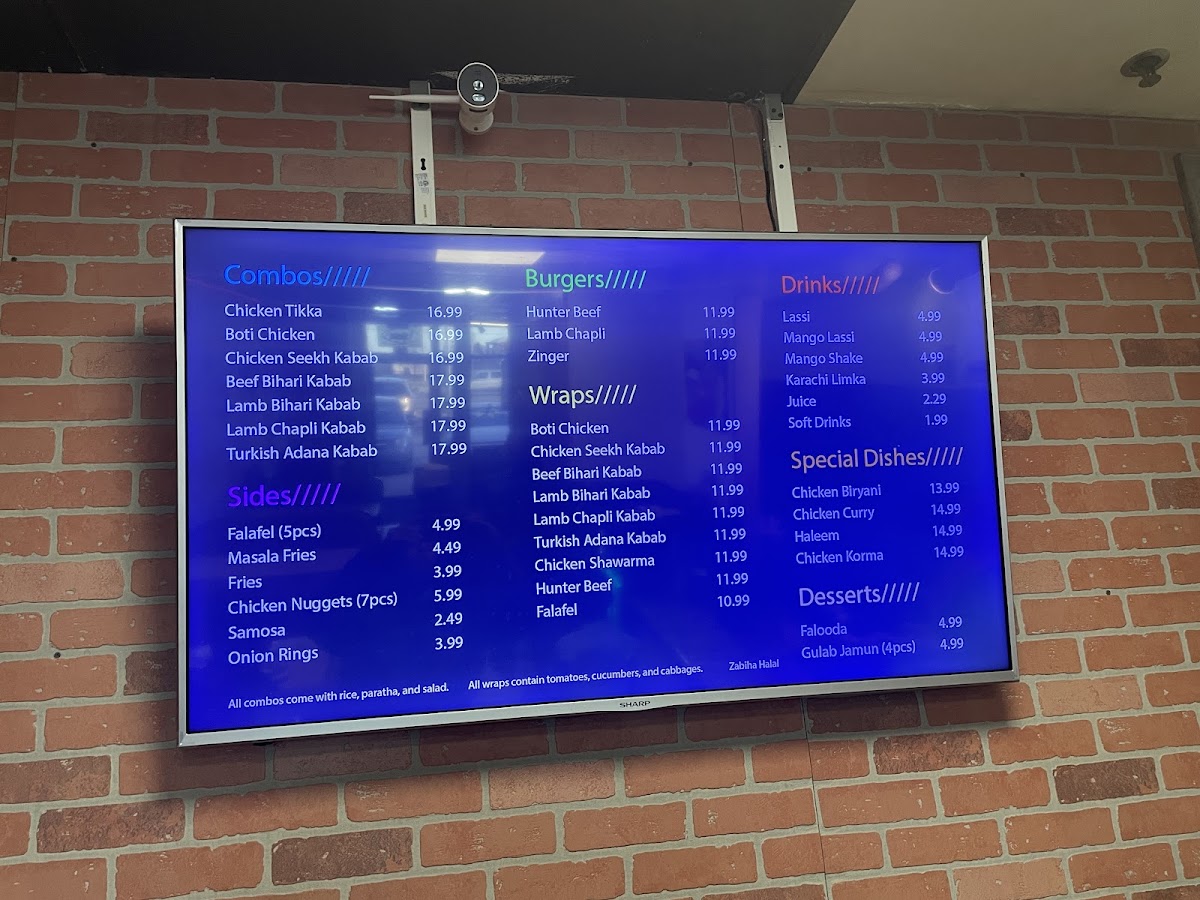 Combos/////
Chicken Tikka 16.99
Boti Chicken 16.99
Chicken Seekh Kabab 16.99
Beef Bihari Kabab 17.99
Lamb Bihari Kabab 17.99
Lamb Chapli Kabab 17.99
Turkish Adana Kabab 17.99
Sides/////
Falafel (5pcs) 4.99
Masala Fries 4.49
Fries 3.99
Chicken Nuggets (7pcs) 5.99
Samosa 2.49
Onion Rings 3.99
Burgers/////
Hunter Beef 11.99
Lamb Chapli 11.99
Zinger 11.99
Wraps/////
Boti Chicken 11.99
Chicken Seekh Kabab 11.99
Beef Bihari Kabab 11.99
Lamb Bihari Kabab 11.99
Lamb Chapli Kabab 11.99
Turkish Adana Kabab 11.99
Chicken Shawarma 11.99
Hunter Beef 11.99
Falafel 10.99
Drinks/////
Lassi 4.99
Mango Lassi 4.99
Mango Shake 4.99
Karachi Limka 3.99
Juice 2.29
Soft Drinks 1.99
Special Dishes/////
Chicken Biryani 13.99
Chicken Curry 14.99
Haleem 14.99
Chicken Korma 14.99
Desserts/////
Falooda 4.99
Gulab Jamun (4pcs) 4.99
All combos come with rice, paratha, and salad. All wraps contain tomatoes, cucumbers, and cabbages. Zabiha Halal
SHARP